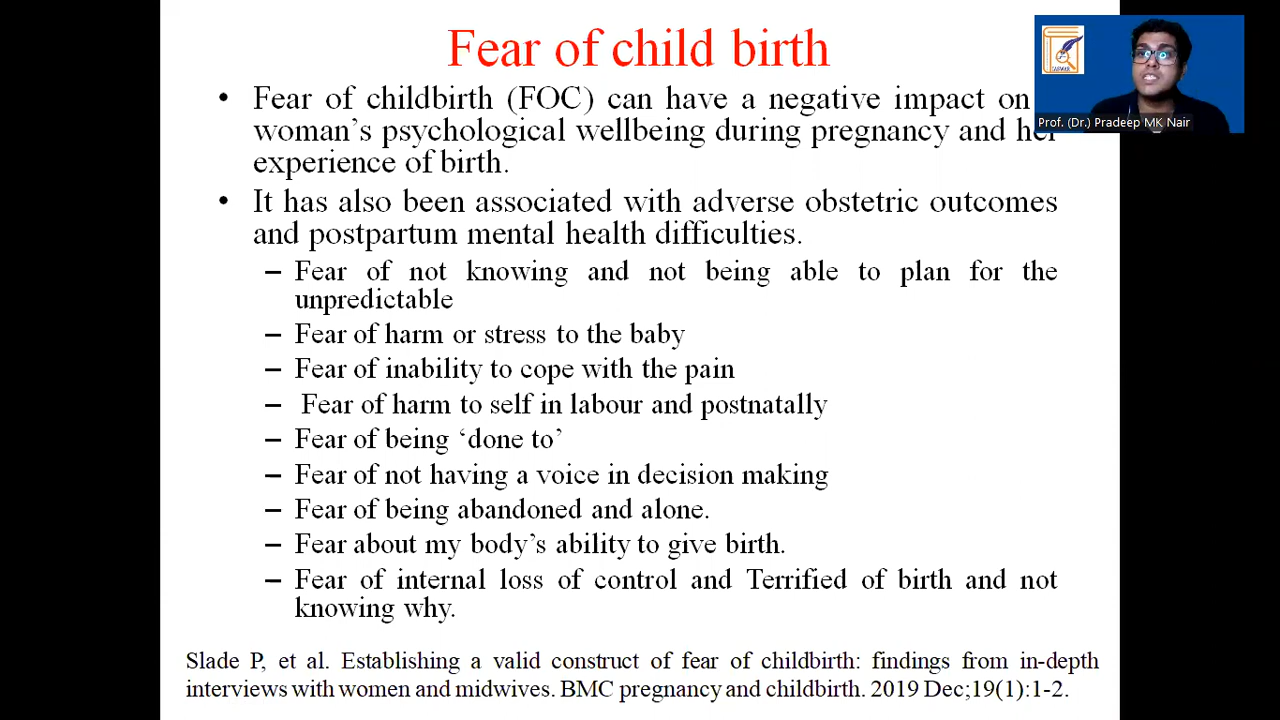 Fear of child birth
• Fear of childbirth (FOC) can have a negative impact on
woman's psychological wellbeing during pregnancy and her
experience of birth.
• It has also been associated with adverse obstetric outcomes
and postpartum mental health difficulties.
– Fear of not knowing and not being able to plan for the
unpredictable
– Fear of harm or stress to the baby
– Fear of inability to cope with the pain
– Fear of harm to self in labour and postnatally
– Fear of being ‘done to’
– Fear of not having a voice in decision making
– Fear of being abandoned and alone.
– Fear about my body’s ability to give birth.
– Fear of internal loss of control and Terrified of birth and not
knowing why.
Slade P, et al. Establishing a valid construct of fear of childbirth: findings from in-depth
interviews with women and midwives. BMC pregnancy and childbirth. 2019 Dec;19(1):1-2.
Prof. (Dr.) Pradeep MK Nair